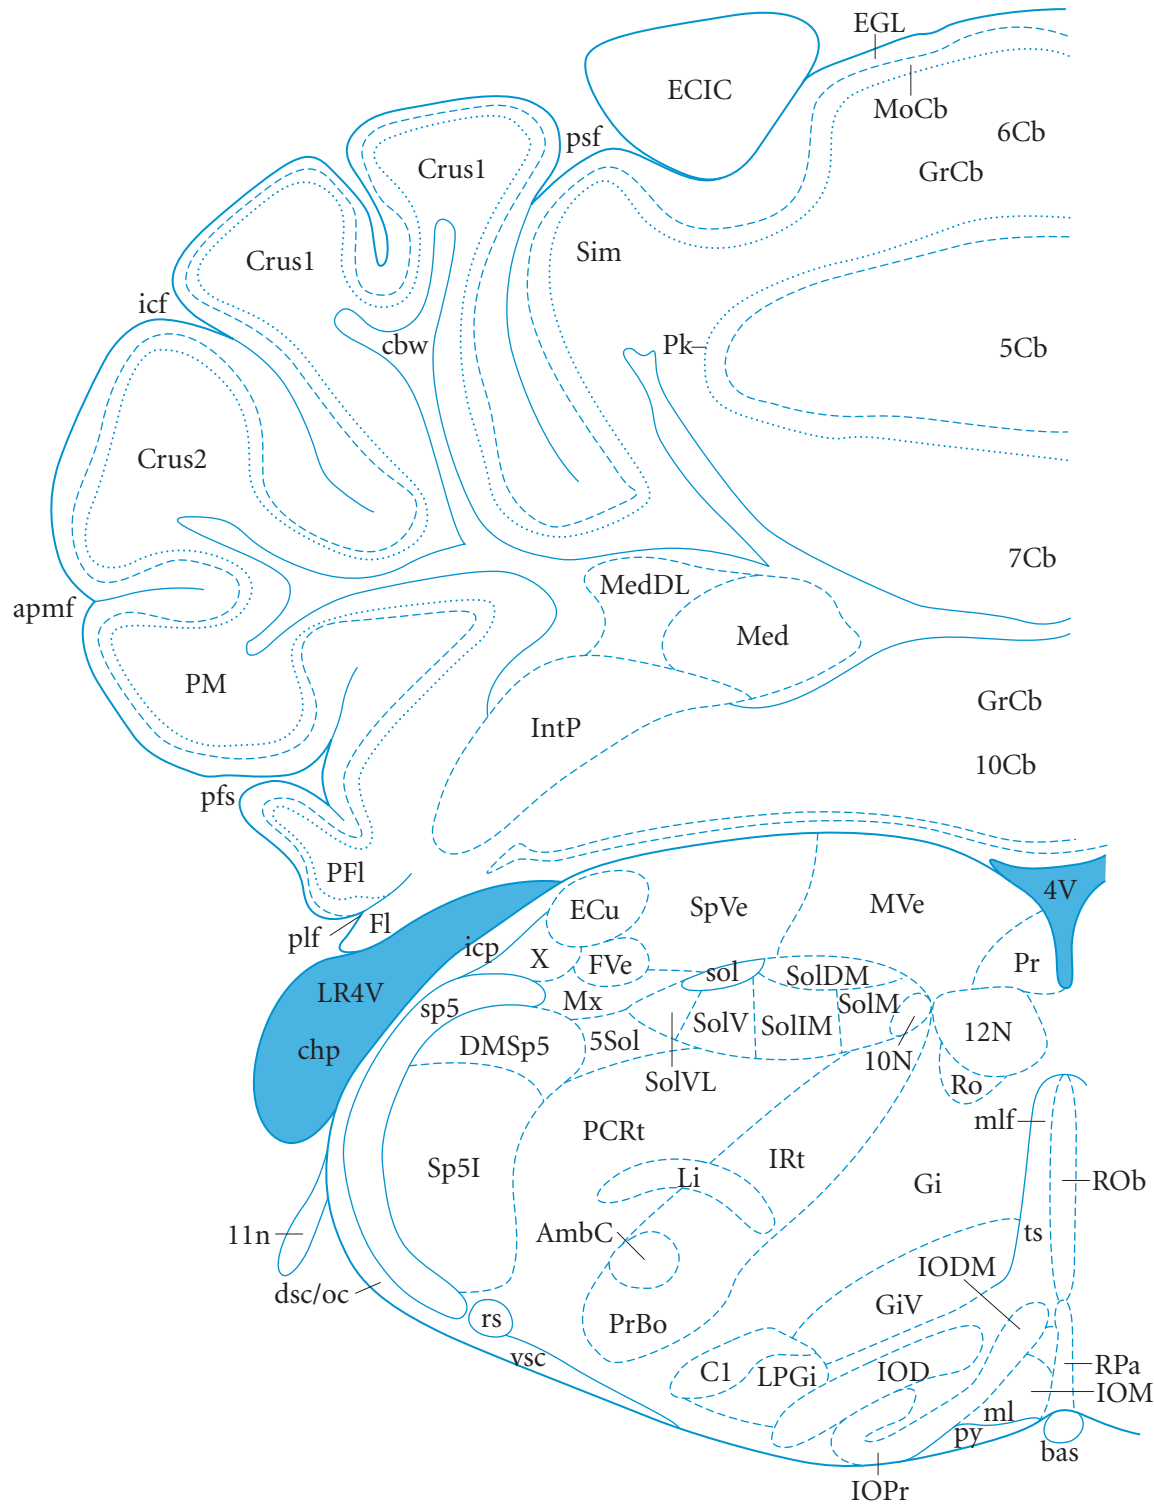 EGL
ECIC
MoCb
6Cb
psf
Crus1
GrCb
Sim
Crus1
icf
cbw
Pk
5Cb
Crus2
7Cb
MedDL
apmf
Med
PM
GrCb
IntP
10Cb
pfs
PFl
4V
ECu
SpVe
MVe
Fl
plf
icp
X
FVe
sol
SolDM
Pr
LR4V
sp5
Mx
SolM
SolV
SolIM
12N
chp
DMSp5
5Sol
10N
SolVL
Ro
mlf
PCRt
Sp5I
Li
IRt
Gi
ROb
11n
AmbC
ts
dsc/oc
IODM
GiV
rs
PrBo
vsc
C1
LPGi
IOD
RPa
IOM
ml
py
bas
IOPr